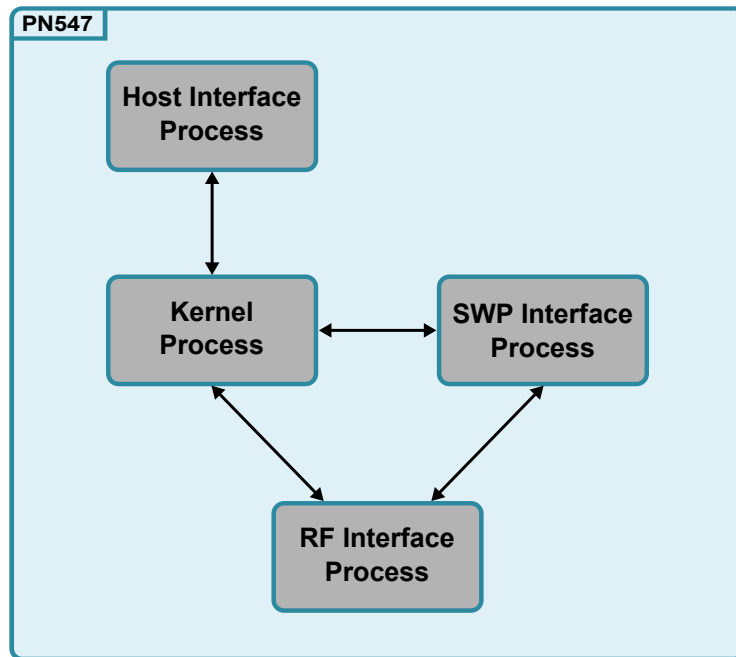 PN547
Host Interface
Process
Kernel
Process
SWP Interface
Process
RF Interface
Process